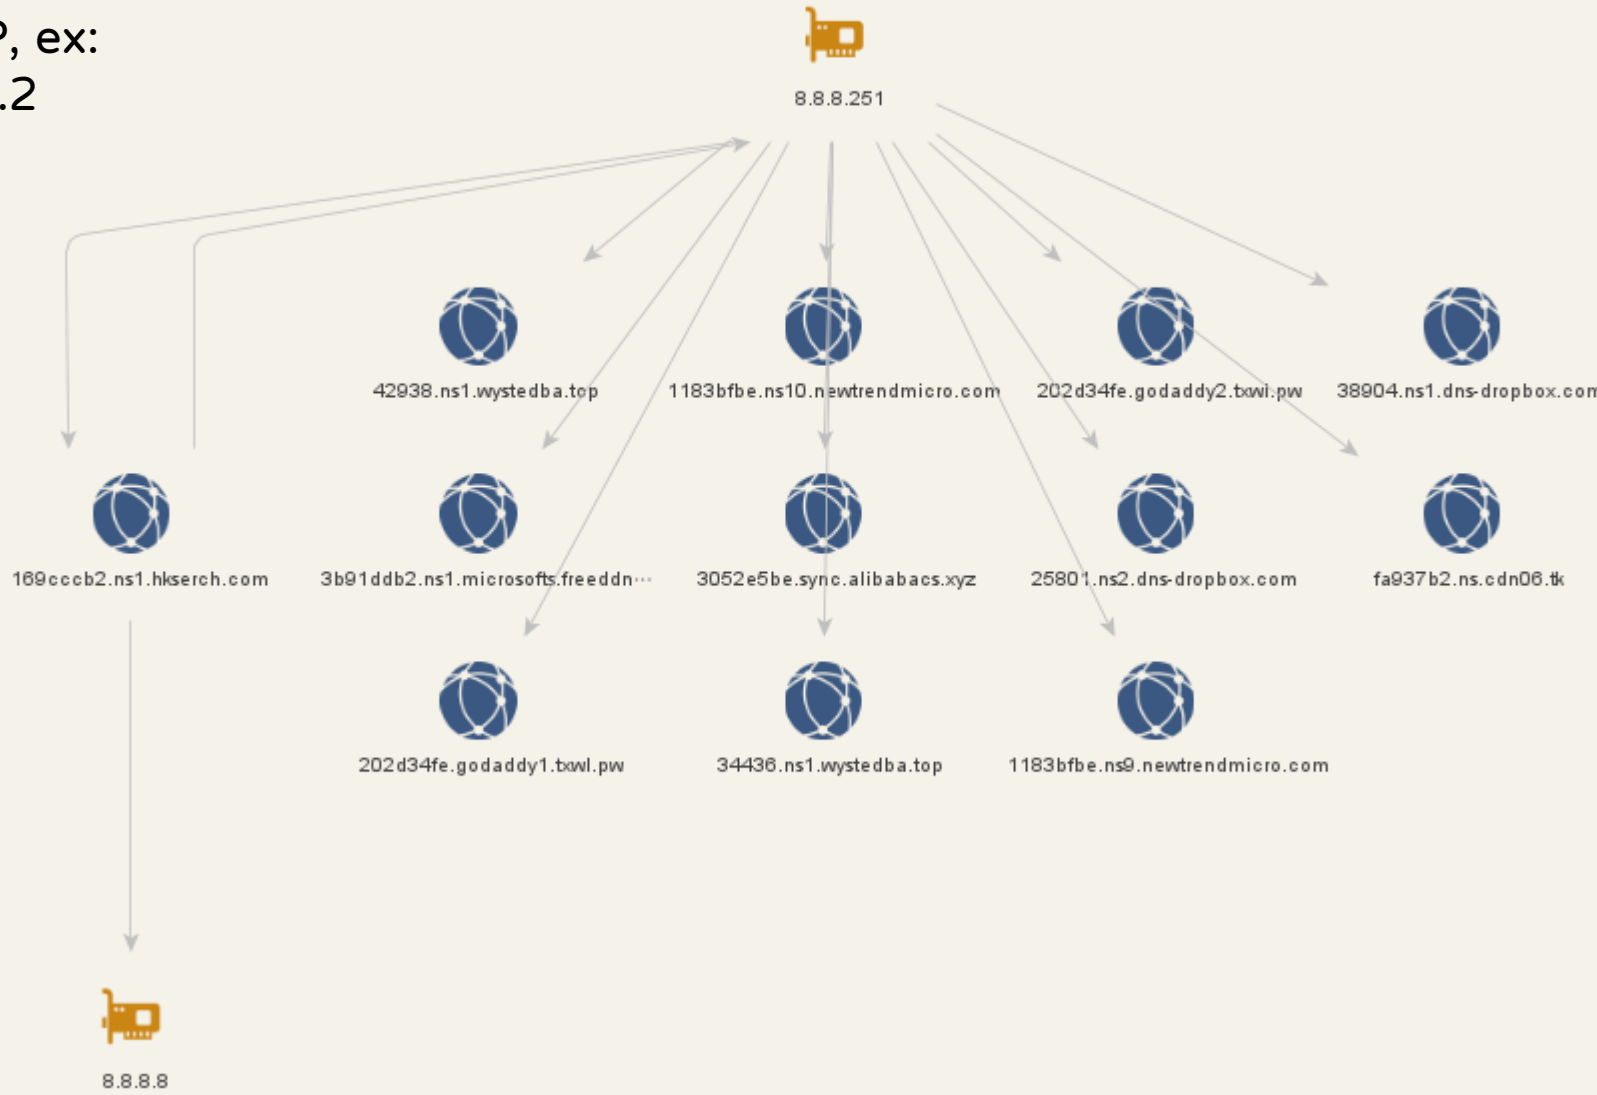 P, ex:
.2
8.8.8.251
42938.ns1.wystedba.top
1183bfbe.ns10.newtrendmicro.com
202d34fe.godaddy2.txwl.pw
38904.ns1.dns-dropbox.com
169cccb2.ns1.hkserch.com
3b91ddb2.ns1.microsofts.freeddn...
3052e5be.sync.alibabacs.xyz
25801.ns2.dns-dropbox.com
fa937b2.ns.cdn06.tk
202d34fe.godaddy1.txwl.pw
34436.ns1.wystedba.top
1183bfbe.ns9.newtrendmicro.com
8.8.8.8